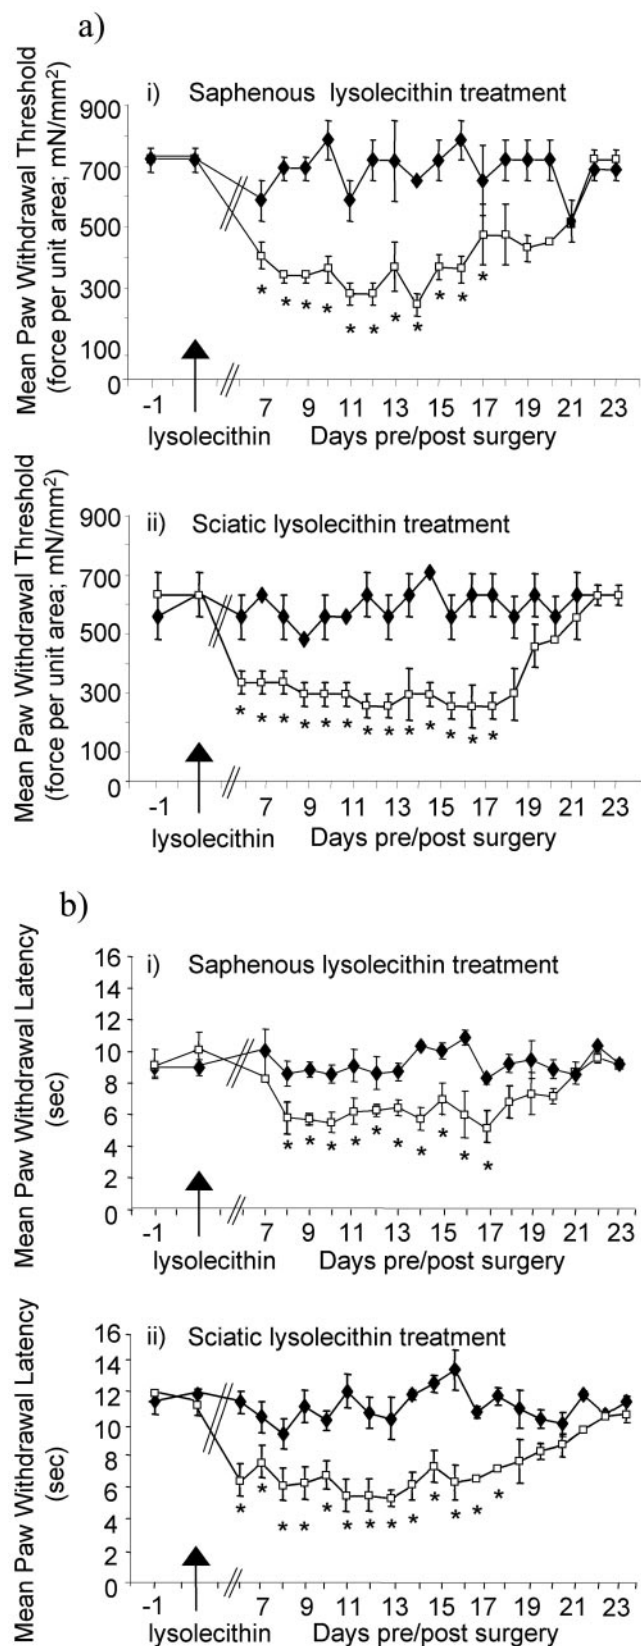 a)
i) Saphenous lysolecithin treatment
Mean Paw Withdrawal Threshold
(force per unit area; mN/mm²)
900
700
500
300
100
0
-1 7 9 11 13 15 17 19 21 23
lysolecithin Days pre/post surgery
* * * * * * * * * * *
ii) Sciatic lysolecithin treatment
Mean Paw Withdrawal Threshold
(force per unit area; mN/mm²)
900
700
500
300
100
0
* * * * * * * * * * * * *
-1 7 9 11 13 15 17 19 21 23
lysolecithin Days pre/post surgery
b)
i) Saphenous lysolecithin treatment
Mean Paw Withdrawal Latency
(sec)
16
14
12
10
8
6
4
2
0
* * * * * * * * * *
-1 7 9 11 13 15 17 19 21 23
lysolecithin Days pre/post surgery
ii) Sciatic lysolecithin treatment
Mean Paw Withdrawal Latency
(sec)
16
14
12
10
8
6
4
2
0
* * * * * * * * * * * * *
-1 7 9 11 13 15 17 19 21 23
lysolecithin Days pre/post surgery